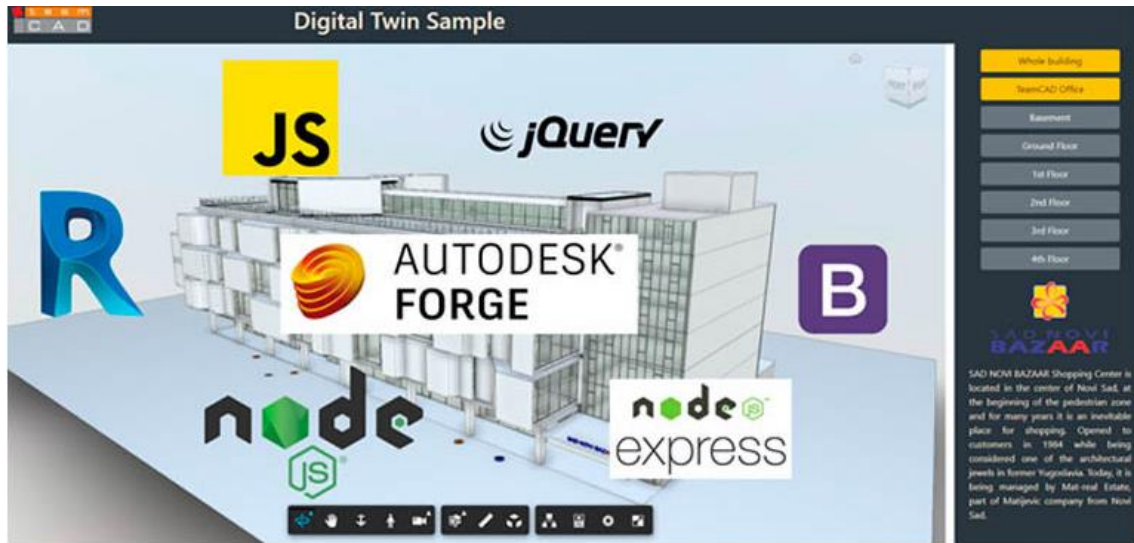 TEAM
CAD
Digital Twin Sample
JS
jQuery
R
AUTODESK®
FORGE
B
node
JS
node JS
express
Whole building
TeamCAD Office
Basement
Ground Floor
1st Floor
2nd Floor
3rd Floor
4th Floor
SAD NOVI
BAZAAR
SAD NOVI BAZAAR Shopping Center is
located in the center of Novi Sad, at
the beginning of the pedestrian zone
and for many years it is an inevitable
place for shopping. Opened to
customers in 1984 while being
considered one of the architectural
jewels in former Yugoslavia. Today, it is
being managed by Mat-real Estate,
part of Matijevic company from Novi
Sad.